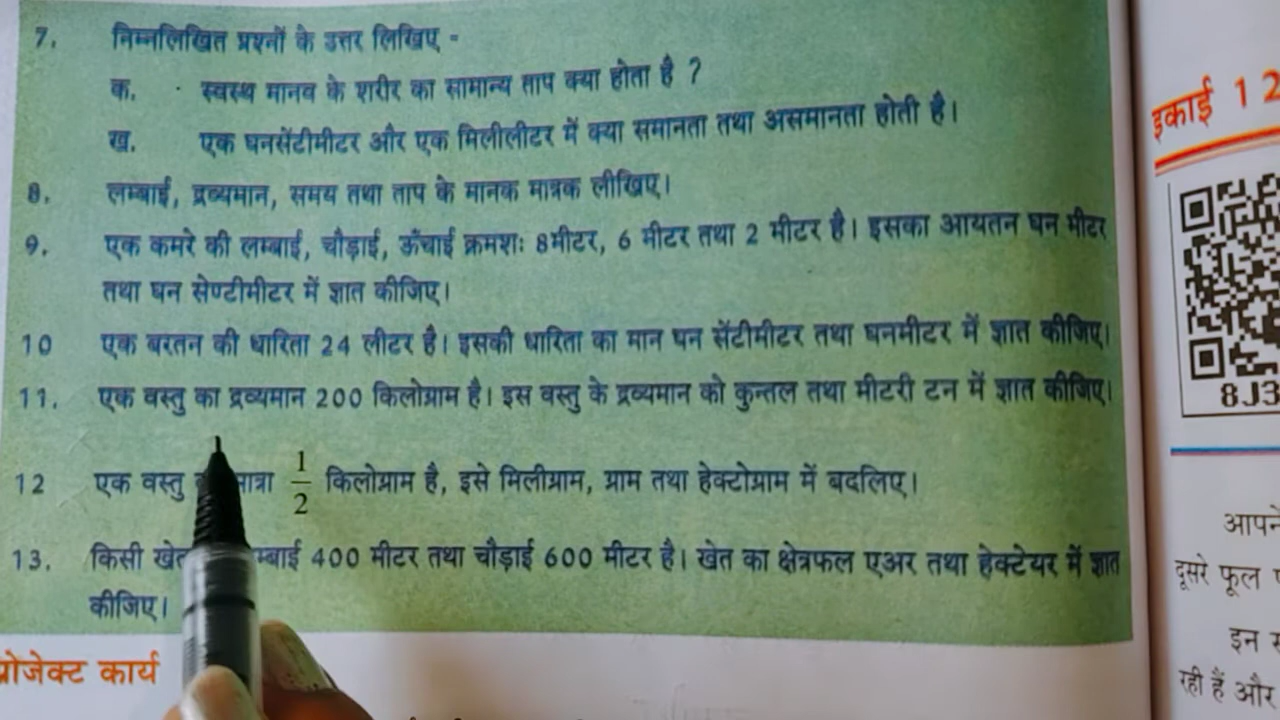 7. निम्नलिखित प्रश्नों के उत्तर लिखिए -
क. स्वस्थ मानव के शरीर का सामान्य ताप क्या होता है ?
ख. एक घनसेंटीमीटर और एक मिलीलीटर में क्या समानता तथा असमानता होती है।
8. लम्बाई, द्रव्यमान, समय तथा ताप के मानक मात्रक लीखिए।
9. एक कमरे की लम्बाई, चौड़ाई, ऊँचाई क्रमशः 8मीटर, 6 मीटर तथा 2 मीटर है। इसका आयतन घन मीटर
तथा घन सेण्टीमीटर में ज्ञात कीजिए।
10 एक बरतन की धारिता 24 लीटर है। इसकी धारिता का मान घन सेंटीमीटर तथा घनमीटर में ज्ञात कीजिए।
11. एक वस्तु का द्रव्यमान 200 किलोग्राम है। इस वस्तु के द्रव्यमान को कुन्तल तथा मीटरी टन में ज्ञात कीजिए।
12 एक वस्तु 1/2 किलोग्राम है, इसे मिलीग्राम, ग्राम तथा हेक्टोग्राम में बदलिए।
13. किसी 400 मीटर तथा चौड़ाई 600 मीटर है। खेत का क्षेत्रफल एअर तथा हेक्टेयर में ज्ञात
कीजिए।
प्रोजेक्ट कार्य
इकाई 12
8J3
आपने
दूसरे फूल
इन
रही हैं और